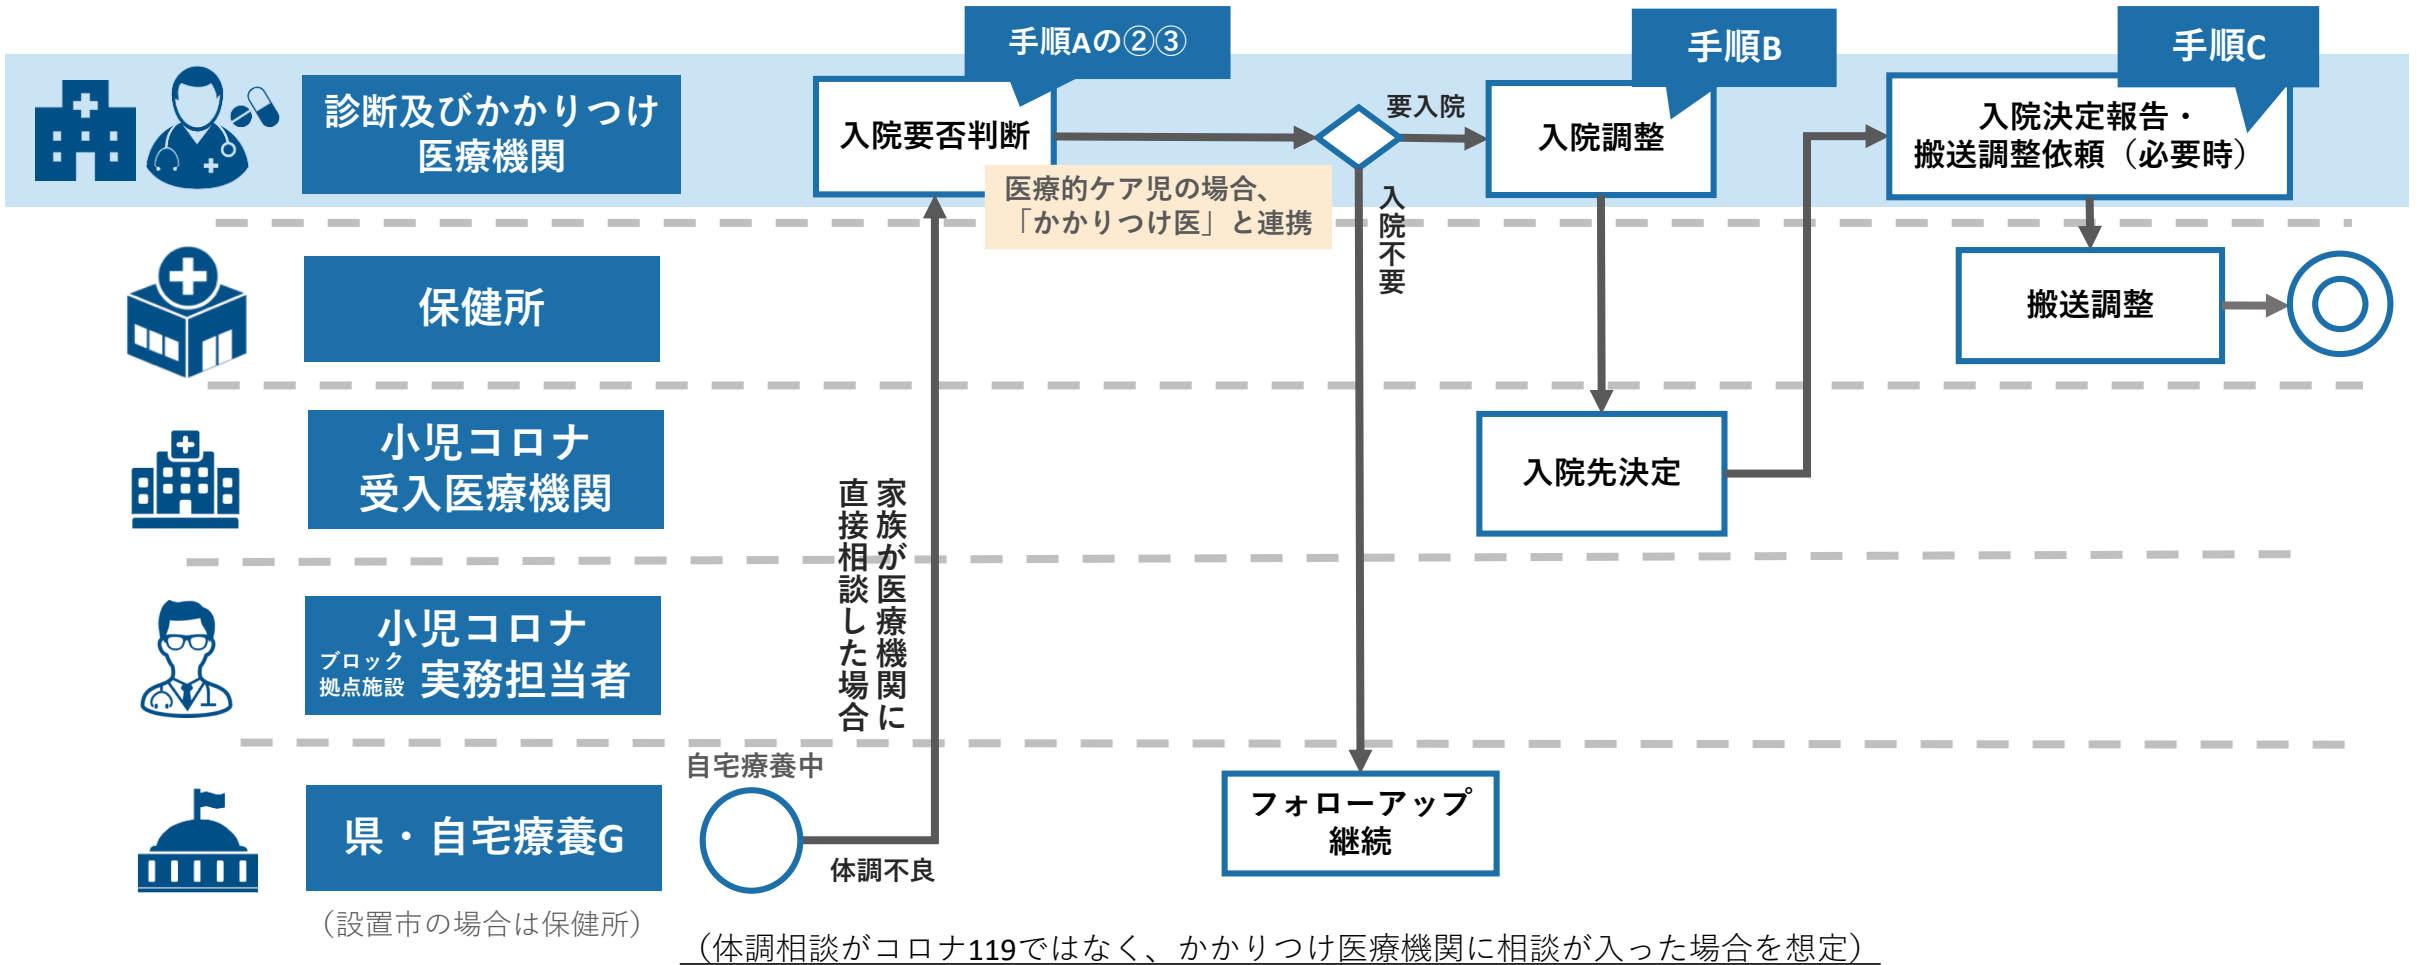 手順Aの②③
手順B
手順C
診断及びかかりつけ
医療機関
入院要否判断
要入院
入院調整
入院決定報告・
搬送調整依頼（必要時）
医療的ケア児の場合、
「かかりつけ医」と連携
入院不要
保健所
搬送調整
小児コロナ
受入医療機関
入院先決定
家族が医療機関に
直接相談した場合
小児コロナ
ブロック
拠点施設
実務担当者
自宅療養中
県・自宅療養G
体調不良
フォローアップ
継続
（設置市の場合は保健所）
（体調相談がコロナ119ではなく、かかりつけ医療機関に相談が入った場合を想定）